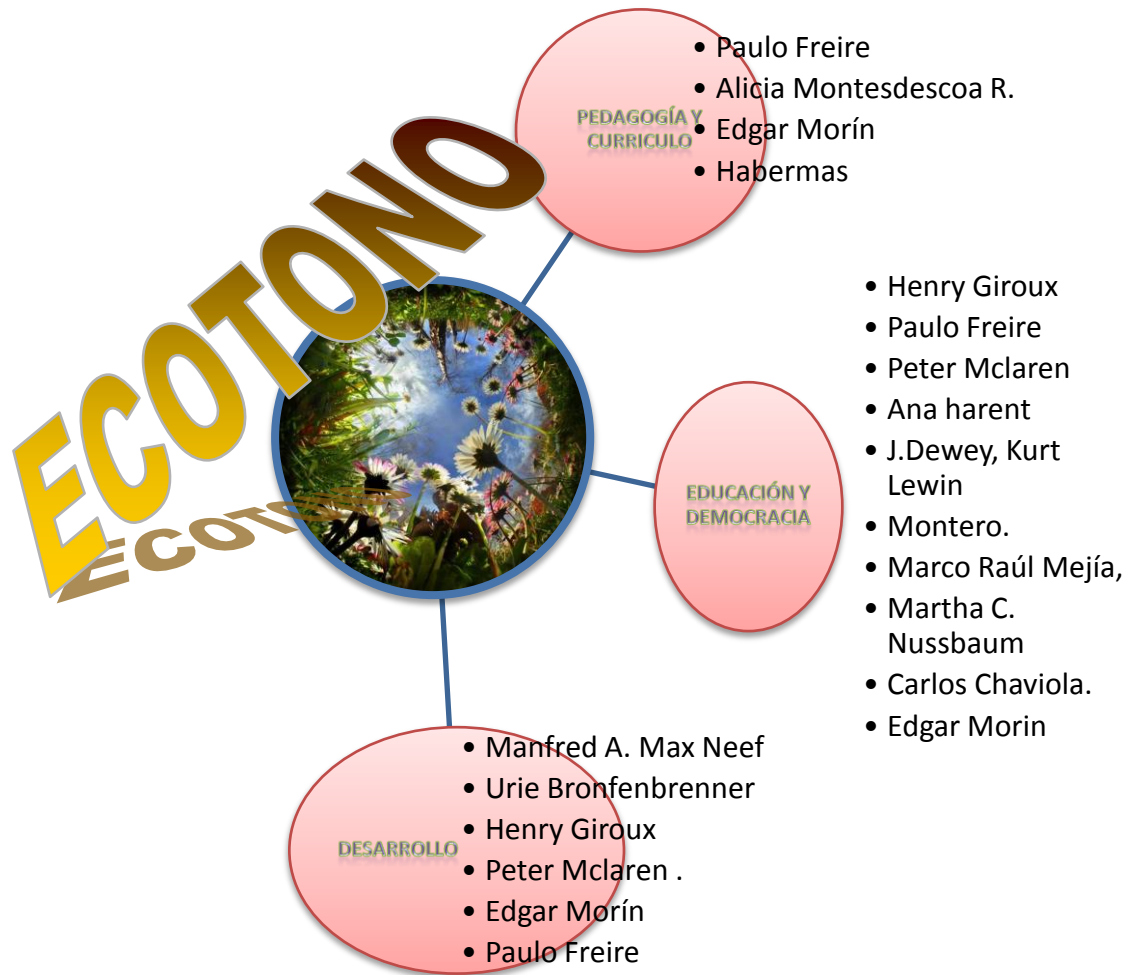 ECOTONO
ECOTONO
PEDAGOGÍA Y
CURRICULO
• Paulo Freire
• Alicia Montesdescoa R.
• Edgar Morín
• Habermas
EDUCACIÓN Y
DEMOCRACIA
• Henry Giroux
• Paulo Freire
• Peter Mclaren
• Ana harent
• J.Dewey, Kurt
Lewin
• Montero.
• Marco Raúl Mejía,
• Martha C.
Nussbaum
• Carlos Chaviola.
• Edgar Morin
DESARROLLO
• Manfred A. Max Neef
• Urie Bronfenbrenner
• Henry Giroux
• Peter Mclaren .
• Edgar Morín
• Paulo Freire